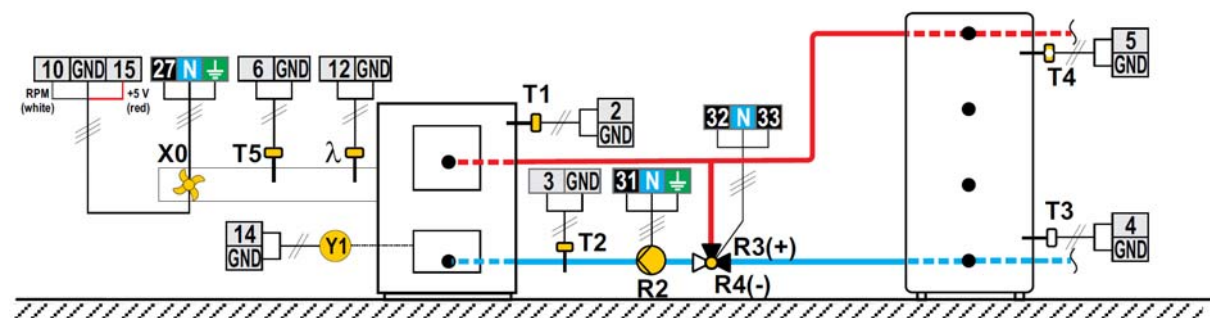 10 GND 15
RPM
(white)
+5 V
(red)
27 N
6 GND
12 GND
X0
T5
λ
T1
2
GND
32 N 33
T4
5
GND
3 GND
31 N
T2
R2
R3(+)
R4(-)
T3
4
GND
14
GND
Y1